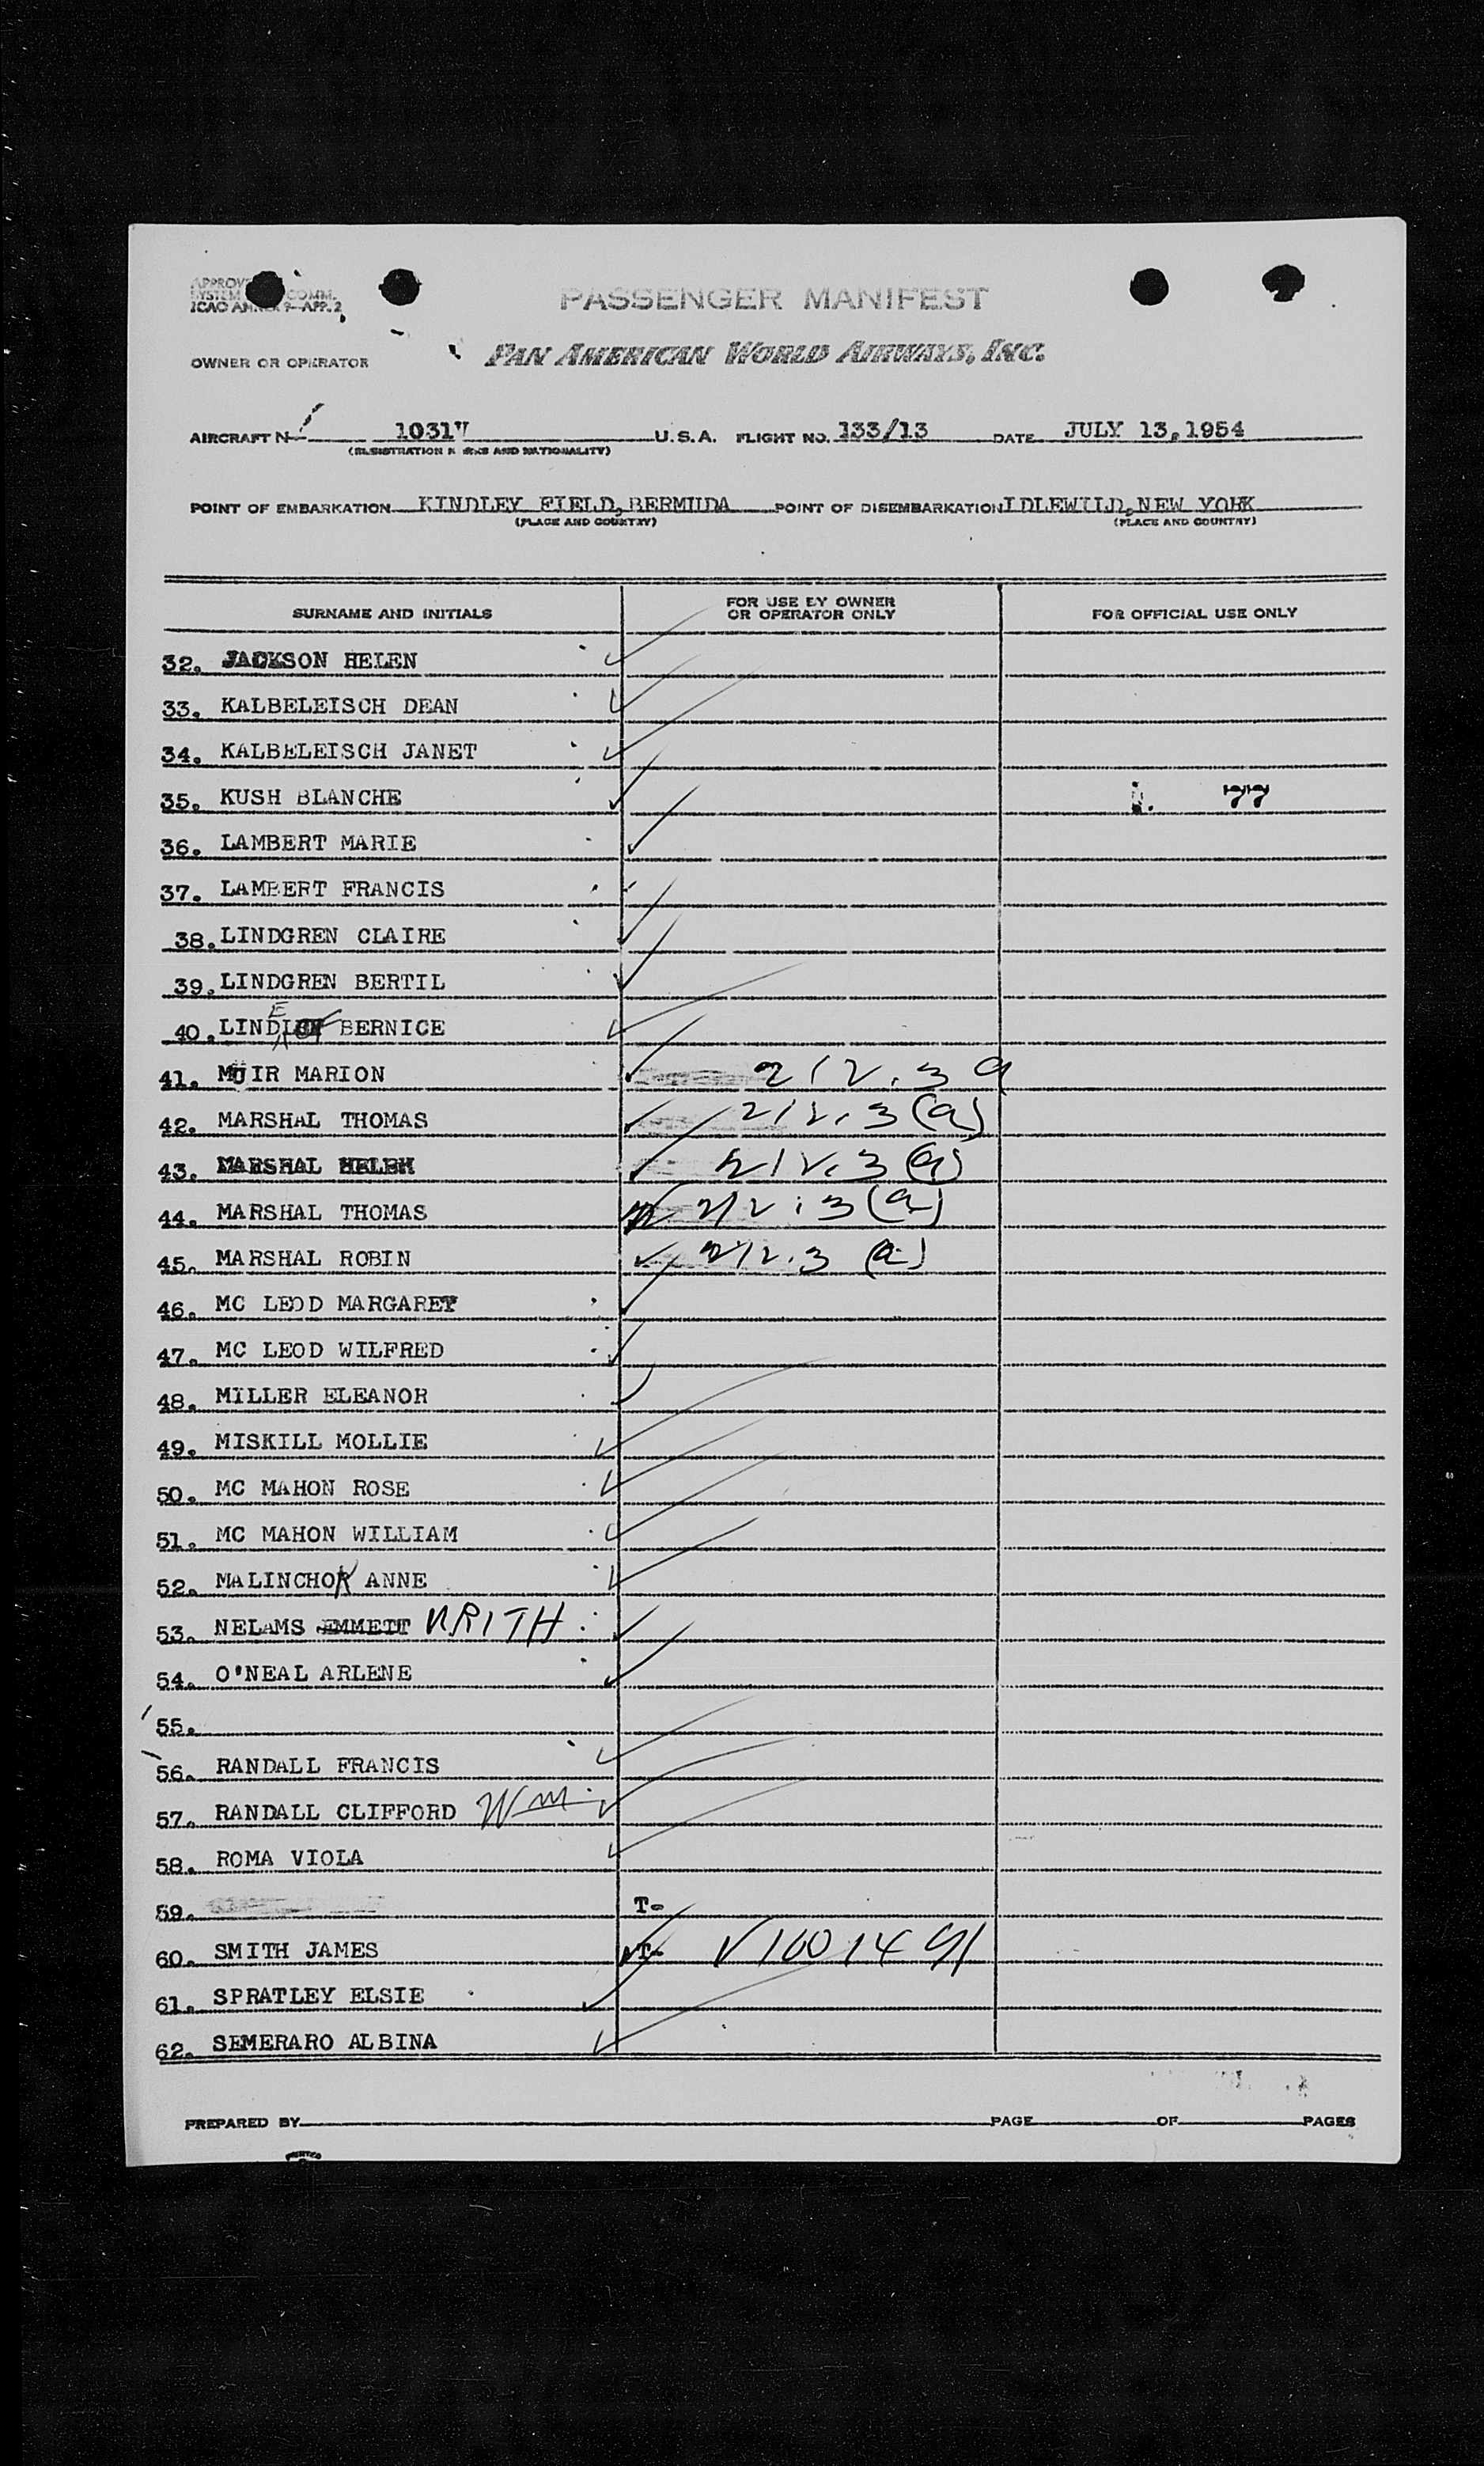 PASSENGER MANIFEST
OWNER OR OPERATOR PAN AMERICAN WORLD AIRWAYS, INC.
AIRCRAFT N 1031V U.S.A. FLIGHT NO. 133/13 DATE JULY 13, 1954
(REGISTRATION MARKS AND NATIONALITY)
POINT OF EMBARKATION KINDLEY FIELD, BERMUDA POINT OF DISEMBARKATION IDLEWILD, NEW YORK
(PLACE AND COUNTRY) (PLACE AND COUNTRY)
SURNAME AND INITIALS FOR USE BY OWNER OR OPERATOR ONLY FOR OFFICIAL USE ONLY
32. JACKSON HELEN
33. KALBELEISCH DEAN
34. KALBELEISCH JANET
35. KUSH BLANCHE 77
36. LAMBERT MARIE
37. LAMBERT FRANCIS
38. LINDGREN CLAIRE
39. LINDGREN BERTIL
40. BERNICE
41. MUIR MARION 212.3 a
42. MARSHAL THOMAS 212.3 (a)
43. MARSHAL HELEN 212.3 (a)
44. MARSHAL THOMAS 212.3 (a)
45. MARSHAL ROBIN 212.3 (a)
46. MC LEOD MARGARET
47. MC LEOD WILFRED
48. MILLER ELEANOR
49. MISKILL MOLLIE
50. MC MAHON ROSE
51. MC MAHON WILLIAM
52. MALINCHOK ANNE
53. NELAMS EMMETT
54. O'NEAL ARLENE
55.
56. RANDALL FRANCIS
57. RANDALL CLIFFORD Wm
58. ROMA VIOLA
59. T-
60. SMITH JAMES T- V1001491
61. SPRATLEY ELSIE
62. SEMERARO ALBINA
PREPARED BY PAGE OF PAGES